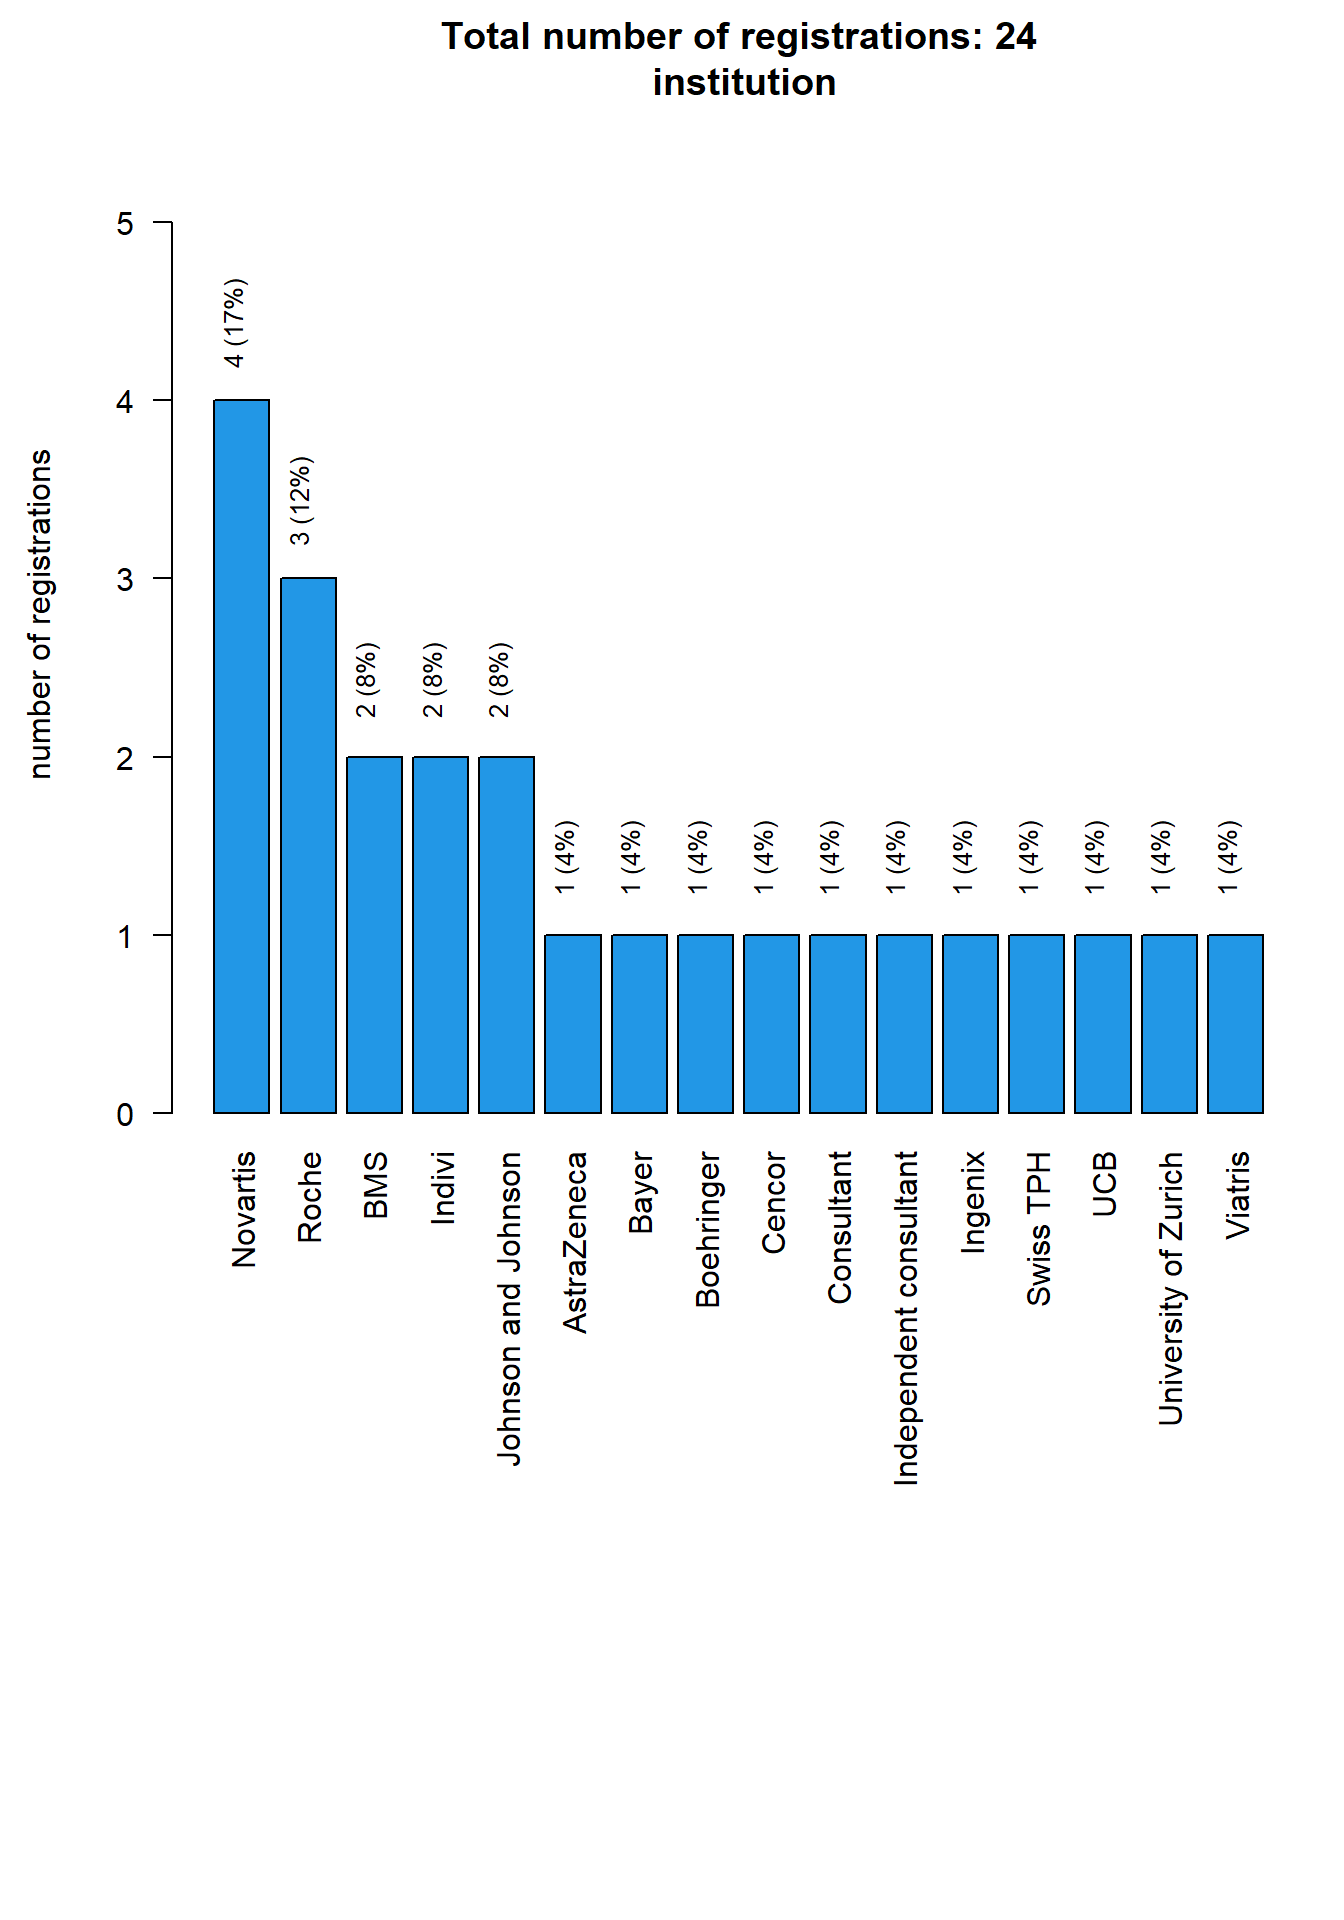 Total number of registrations: 24
institution
number of registrations
5
4
3
2
1
0
4 (17%)
3 (12%)
2 (8%)
2 (8%)
2 (8%)
1 (4%)
1 (4%)
1 (4%)
1 (4%)
1 (4%)
1 (4%)
1 (4%)
1 (4%)
1 (4%)
1 (4%)
1 (4%)
Novartis
Roche
BMS
Indivi
Johnson and Johnson
AstraZeneca
Bayer
Boehringer
Cencor
Consultant
Independent consultant
Ingenix
Swiss TPH
UCB
University of Zurich
Viatris